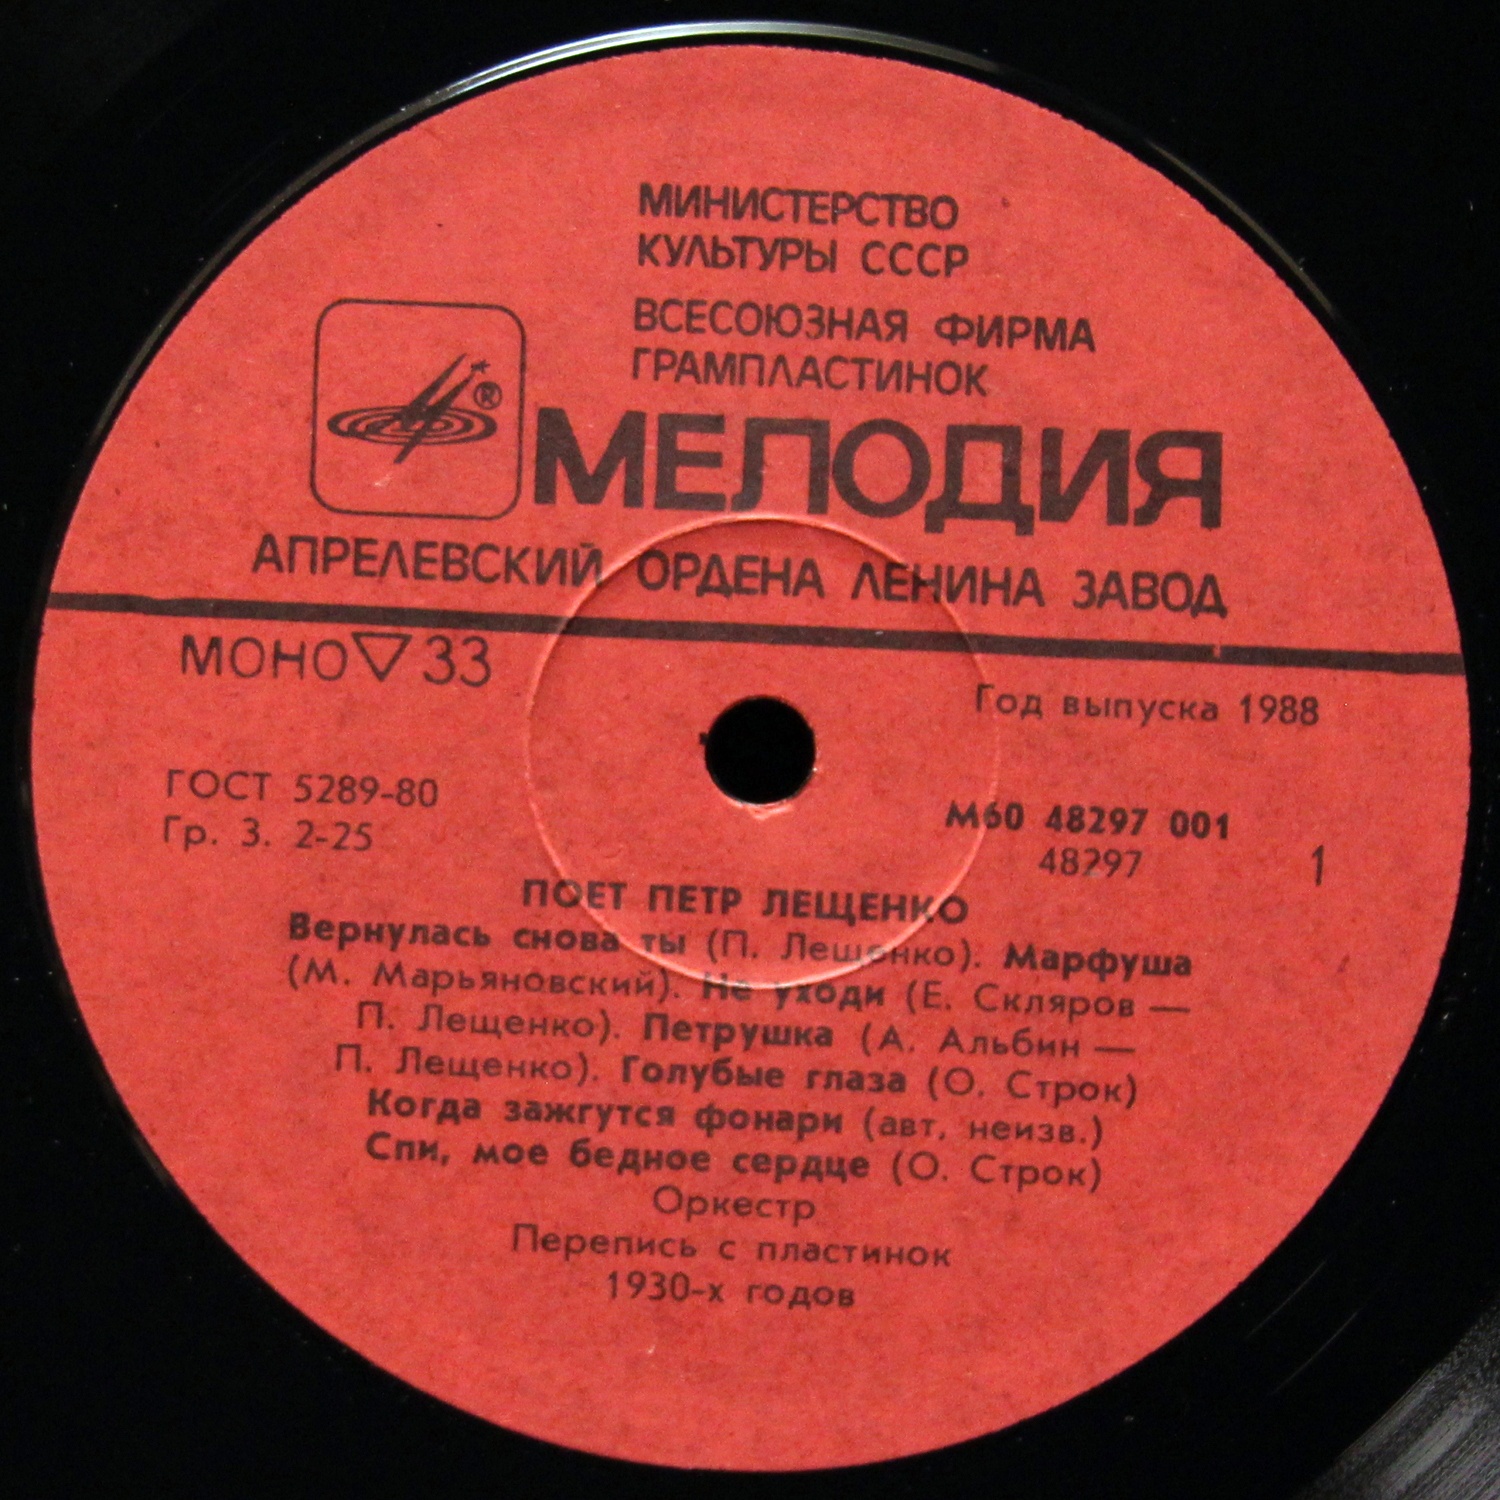 МИНИСТЕРСТВО
КУЛЬТУРЫ СССР
ВСЕСОЮЗНАЯ ФИРМА
ГРАМПЛАСТИНОК
®
МЕЛОДИЯ
АПРЕЛЕВСКИЙ ОРДЕНА ЛЕНИНА ЗАВОД
МОНО 33
Год выпуска 1988
ГОСТ 5289-80
Гр. 3. 2-25
М60 48297 001
48297
1
ПОЕТ ПЕТР ЛЕЩЕНКО
Вернулась снова ты (П. Лещенко). Марфуша
(М. Марьяновский). Не уходи (Е. Скляров —
П. Лещенко). Петрушка (А. Альбин —
П. Лещенко). Голубые глаза (О. Строк)
Когда зажгутся фонари (авт. неизв.)
Спи, мое бедное сердце (О. Строк)
Оркестр
Перепись с пластинок
1930-х годов